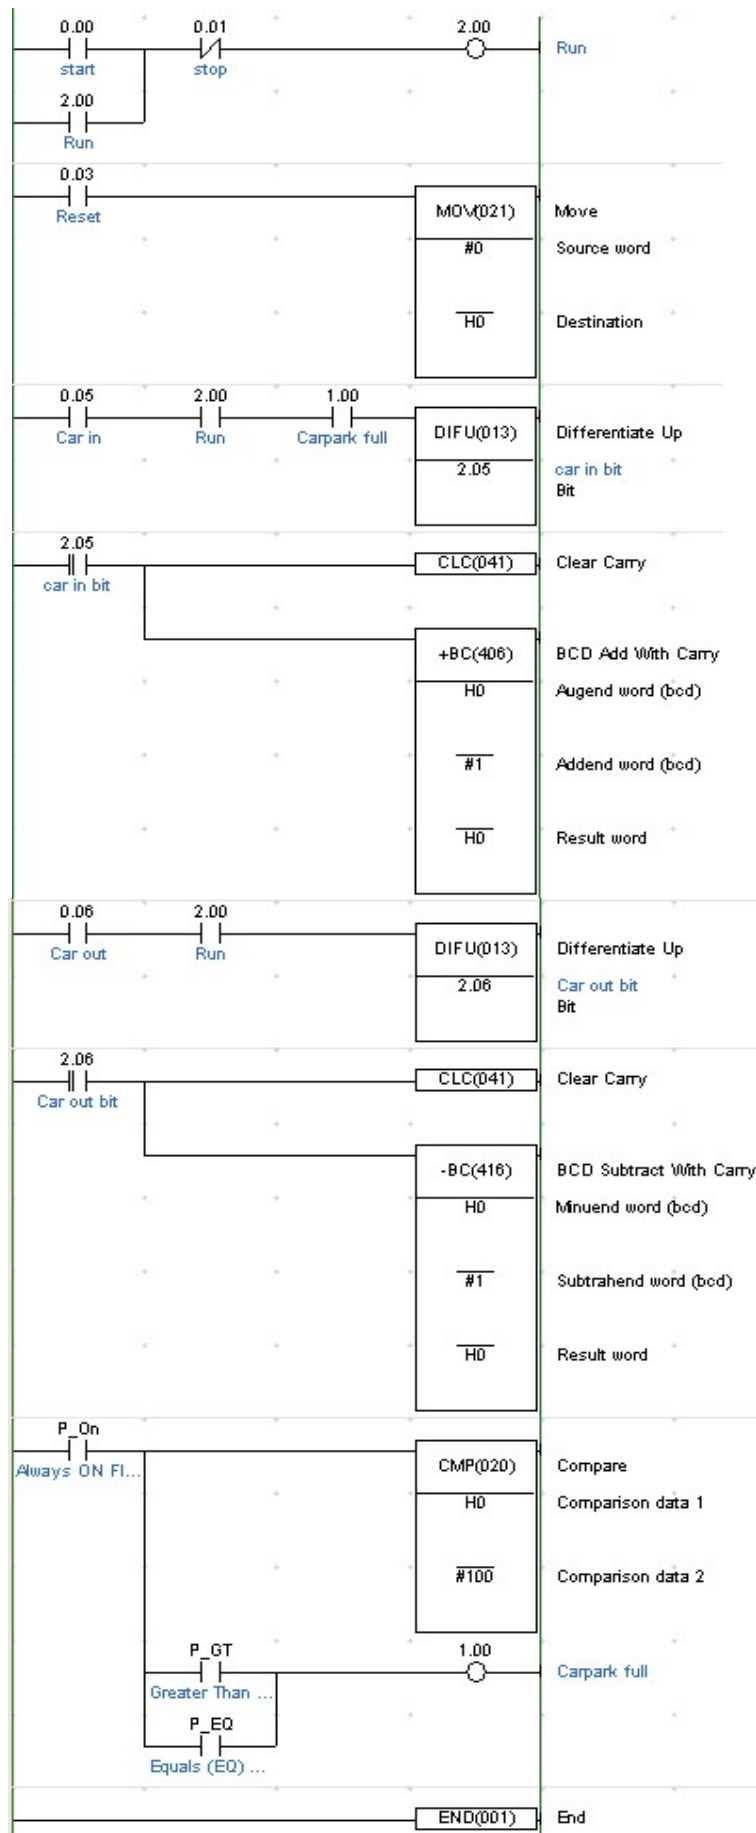 0.00 0.01 2.00
start stop Run
2.00
Run
0.03
Reset
MOV(021) Move
#0 Source word
H0 Destination
0.05 2.00 1.00
Car in Run Carpark full
DIFU(013) Differentiate Up
2.05 car in bit
Bit
2.05
car in bit
CLC(041) Clear Carry
+BC(406) BCD Add With Carry
H0 Augend word (bcd)
#1 Addend word (bcd)
H0 Result word
0.06 2.00
Car out Run
DIFU(013) Differentiate Up
2.06 Car out bit
Bit
2.06
Car out bit
CLC(041) Clear Carry
-BC(416) BCD Subtract With Carry
H0 Minuend word (bcd)
#1 Subtrahend word (bcd)
H0 Result word
P_On
Always ON Fl...
CMP(020) Compare
H0 Comparison data 1
#100 Comparison data 2
P_GT 1.00
Greater Than ... Carpark full
P_EQ
Equals (EQ) ...
END(001) End